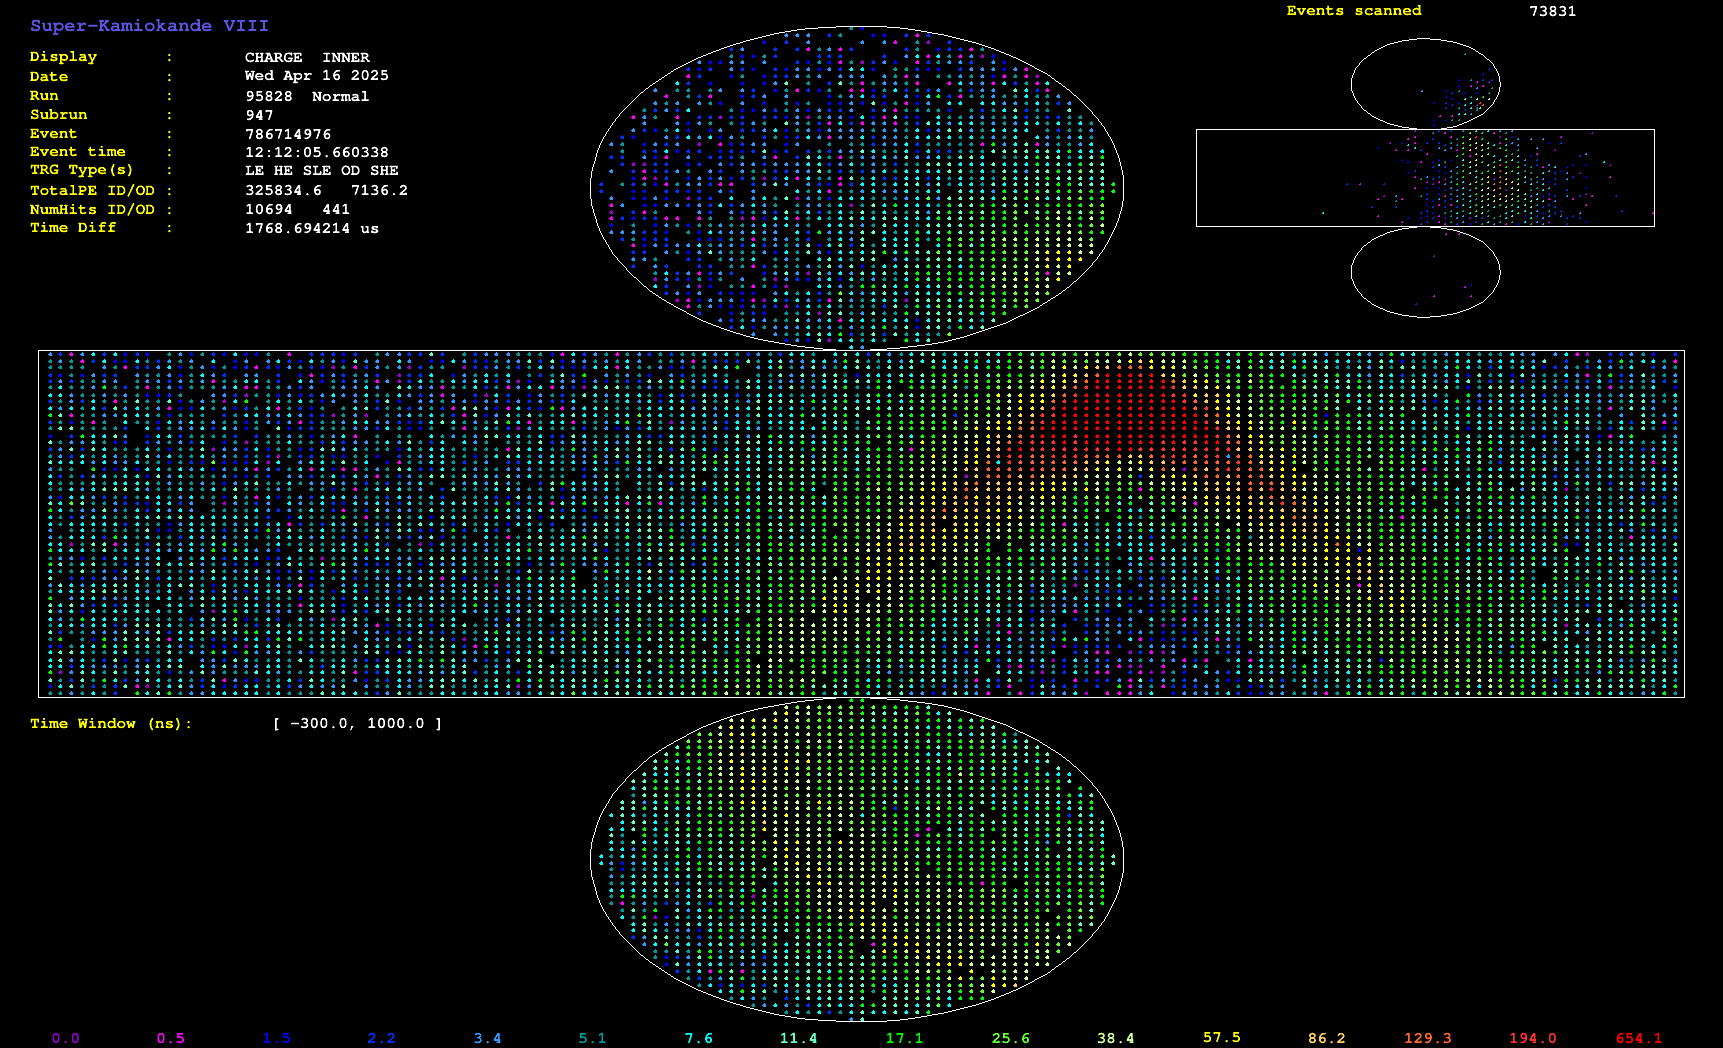 Super-Kamiokande VIII
Events scanned 73831
Display : CHARGE INNER
Date : Wed Apr 16 2025
Run : 95828 Normal
Subrun : 947
Event : 786714976
Event time : 12:12:05.660338
TRG Type(s) : LE HE SLE OD SHE
TotalPE ID/OD : 325834.6 7136.2
NumHits ID/OD : 10694 441
Time Diff : 1768.694214 us
Time Window (ns): [ -300.0, 1000.0 ]
0.0 0.5 1.5 2.2 3.4 5.1 7.6 11.4 17.1 25.6 38.4 57.5 86.2 129.3 194.0 654.1